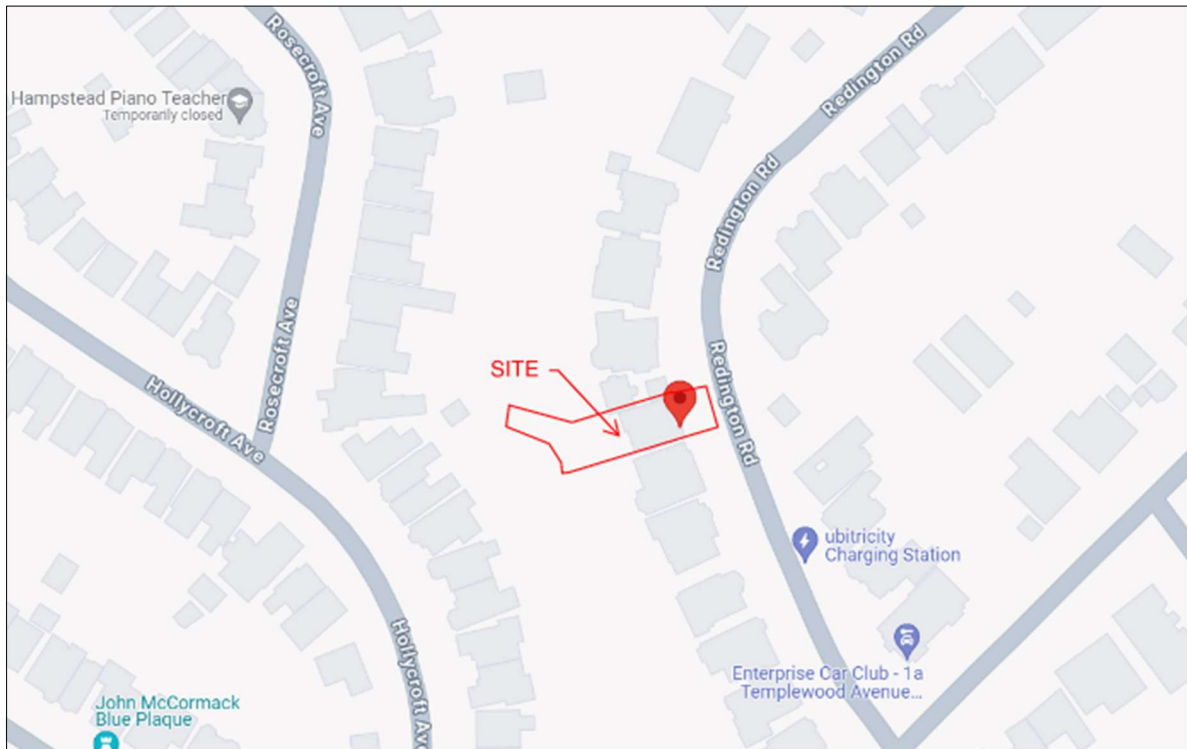 Rosecroft Ave
Redington Rd
Hampstead Piano Teacher
Temporarily closed
Redington Rd
Rosecroft Ave
SITE
Redington Rd
Hollycroft Ave
ubitricity
Charging Station
Hollycroft Ave
Enterprise Car Club - 1a
Templewood Avenue...
John McCormack
Blue Plaque